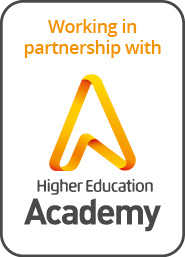 Working in
partnership with
Higher Education
Academy